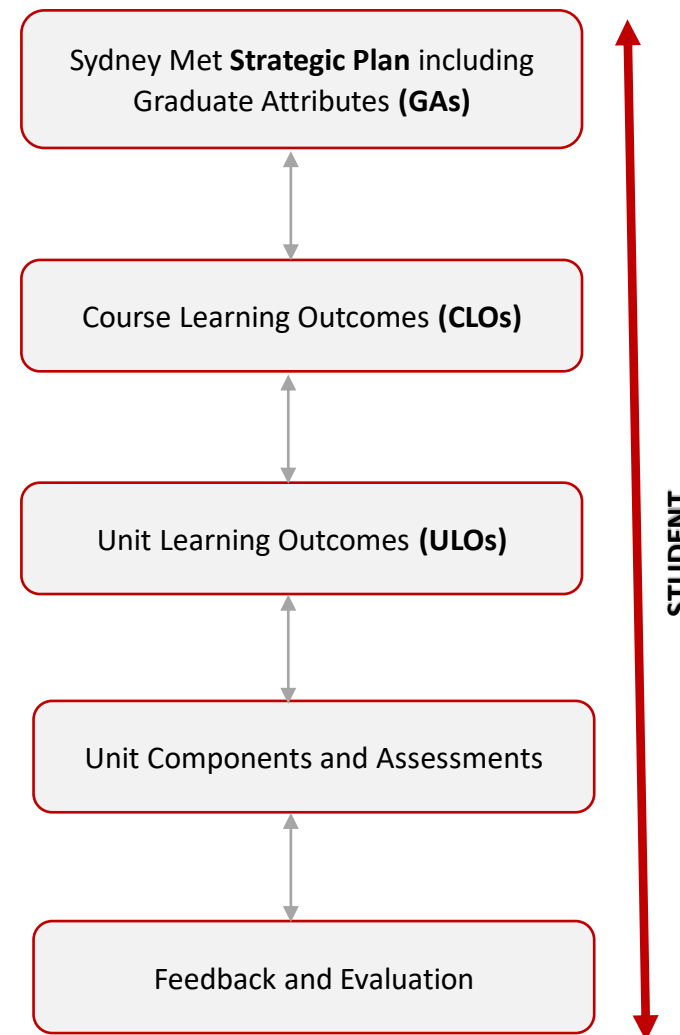 Sydney Met Strategic Plan including
Graduate Attributes (GAs)
Course Learning Outcomes (CLOs)
Unit Learning Outcomes (ULOs)
STUDENT
Unit Components and Assessments
Feedback and Evaluation